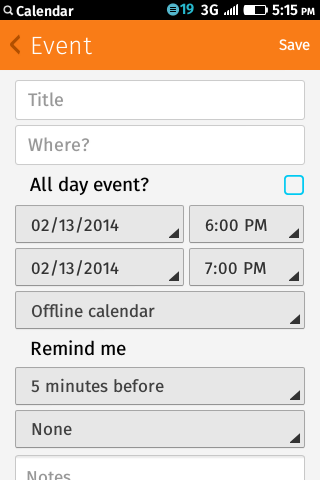 Calendar 19 3G 5:15 PM
Event Save
Title
Where?
All day event?
02/13/2014 6:00 PM
02/13/2014 7:00 PM
Offline calendar
Remind me
5 minutes before
None
Notes